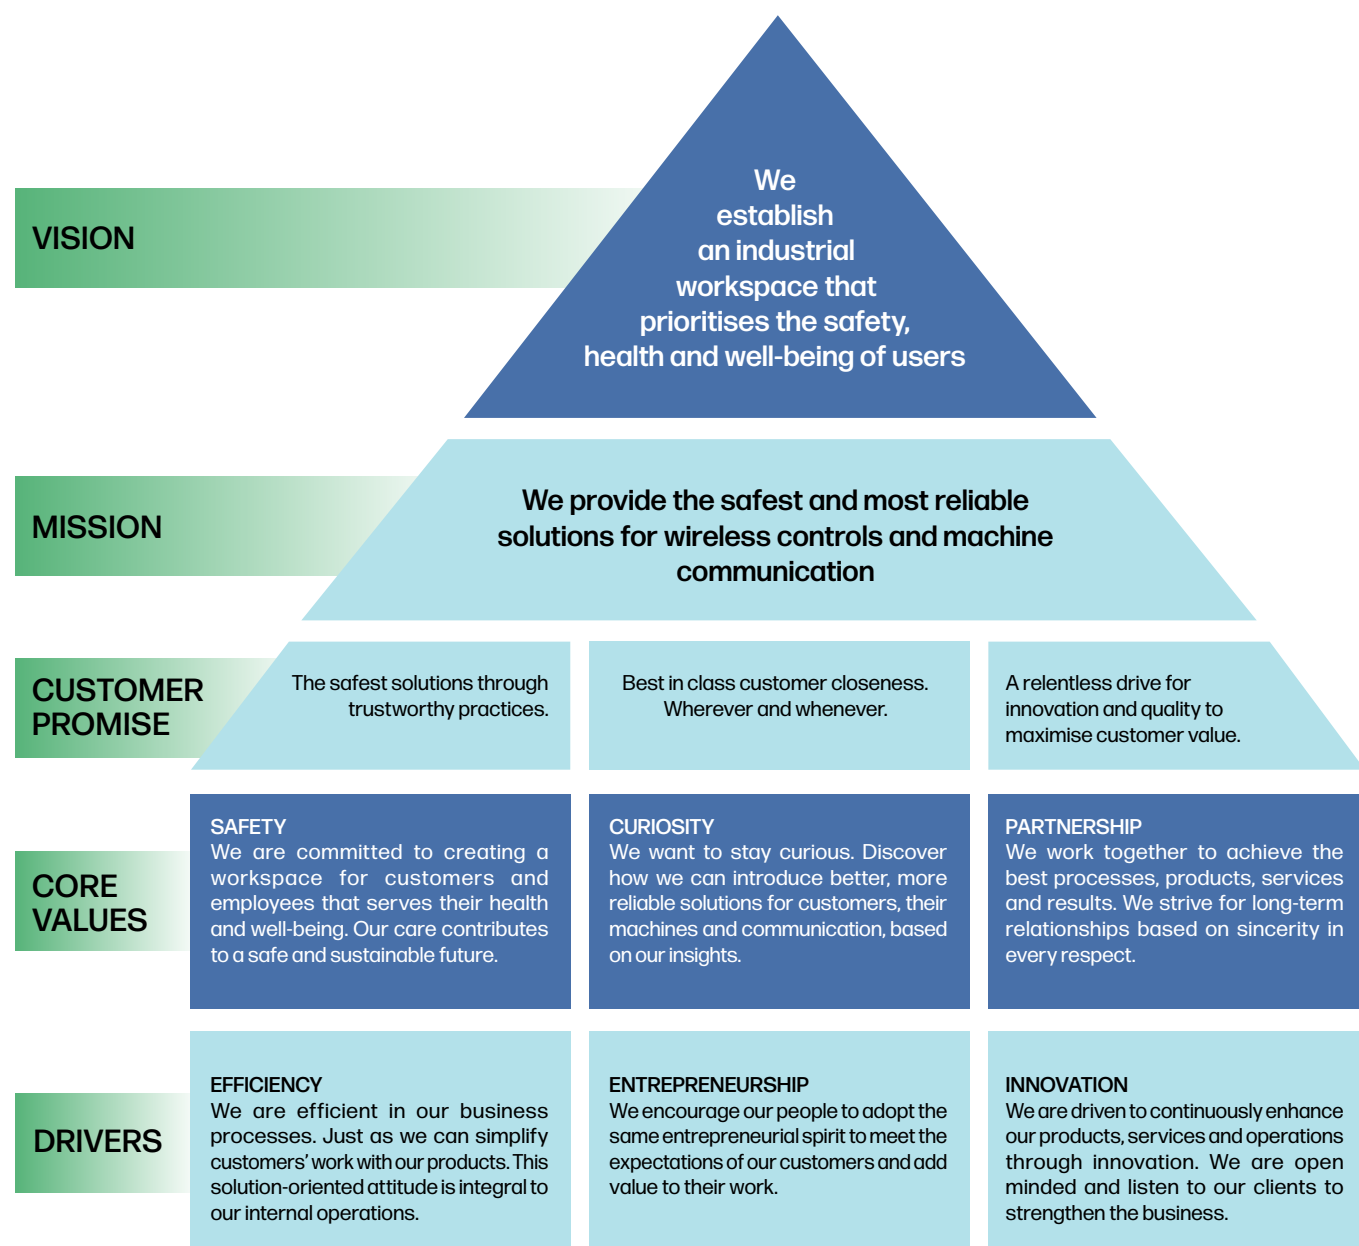 VISION
We
establish
an industrial
workspace that
prioritises the safety,
health and well-being of users
MISSION
We provide the safest and most reliable
solutions for wireless controls and machine
communication
CUSTOMER
PROMISE
The safest solutions through
trustworthy practices.
Best in class customer closeness.
Wherever and whenever.
A relentless drive for
innovation and quality to
maximise customer value.
CORE
VALUES
SAFETY
We are committed to creating a
workspace for customers and
employees that serves their health
and well-being. Our care contributes
to a safe and sustainable future.
CURIOSITY
We want to stay curious. Discover
how we can introduce better, more
reliable solutions for customers, their
machines and communication, based
on our insights.
PARTNERSHIP
We work together to achieve the
best processes, products, services
and results. We strive for long-term
relationships based on sincerity in
every respect.
DRIVERS
EFFICIENCY
We are efficient in our business
processes. Just as we can simplify
customers’ work with our products. This
solution-oriented attitude is integral to
our internal operations.
ENTREPRENEURSHIP
We encourage our people to adopt the
same entrepreneurial spirit to meet the
expectations of our customers and add
value to their work.
INNOVATION
We are driven to continuously enhance
our products, services and operations
through innovation. We are open
minded and listen to our clients to
strengthen the business.